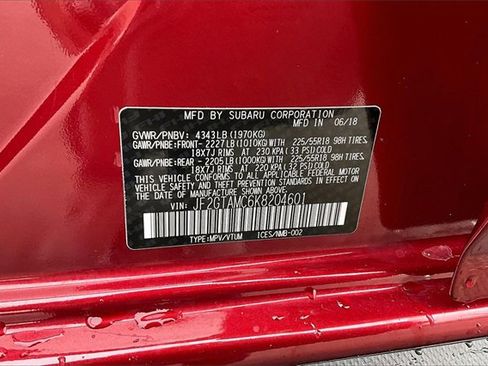 MFD BY SUBARU CORPORATION
MFD IN 06/18
GVWR/PNBV: 4343LB (1970KG)
GAWR/PNBE:FRONT- 2227LB(1010KG)WITH 225/55R18 98H TIRES,
18X7J RIMS AT 230 KPA(33 PSI)COLD
GAWR/PNBE:REAR - 2205LB(1000KG)WITH 225/55R18 98H TIRES,
18X7J RIMS AT 220 KPA(32 PSI)COLD
THIS VEHICLE CONFORMS TO ALL APPLICABLE
FEDERAL MOTOR VEHICLE SAFETY STANDARDS
IN EFFECT ON THE DATE OF MANUFACTURE SHOWN ABOVE.
VIN: JF2GTAMC6K8204601
TYPE:MPV/VTUM ICES/NMB-002